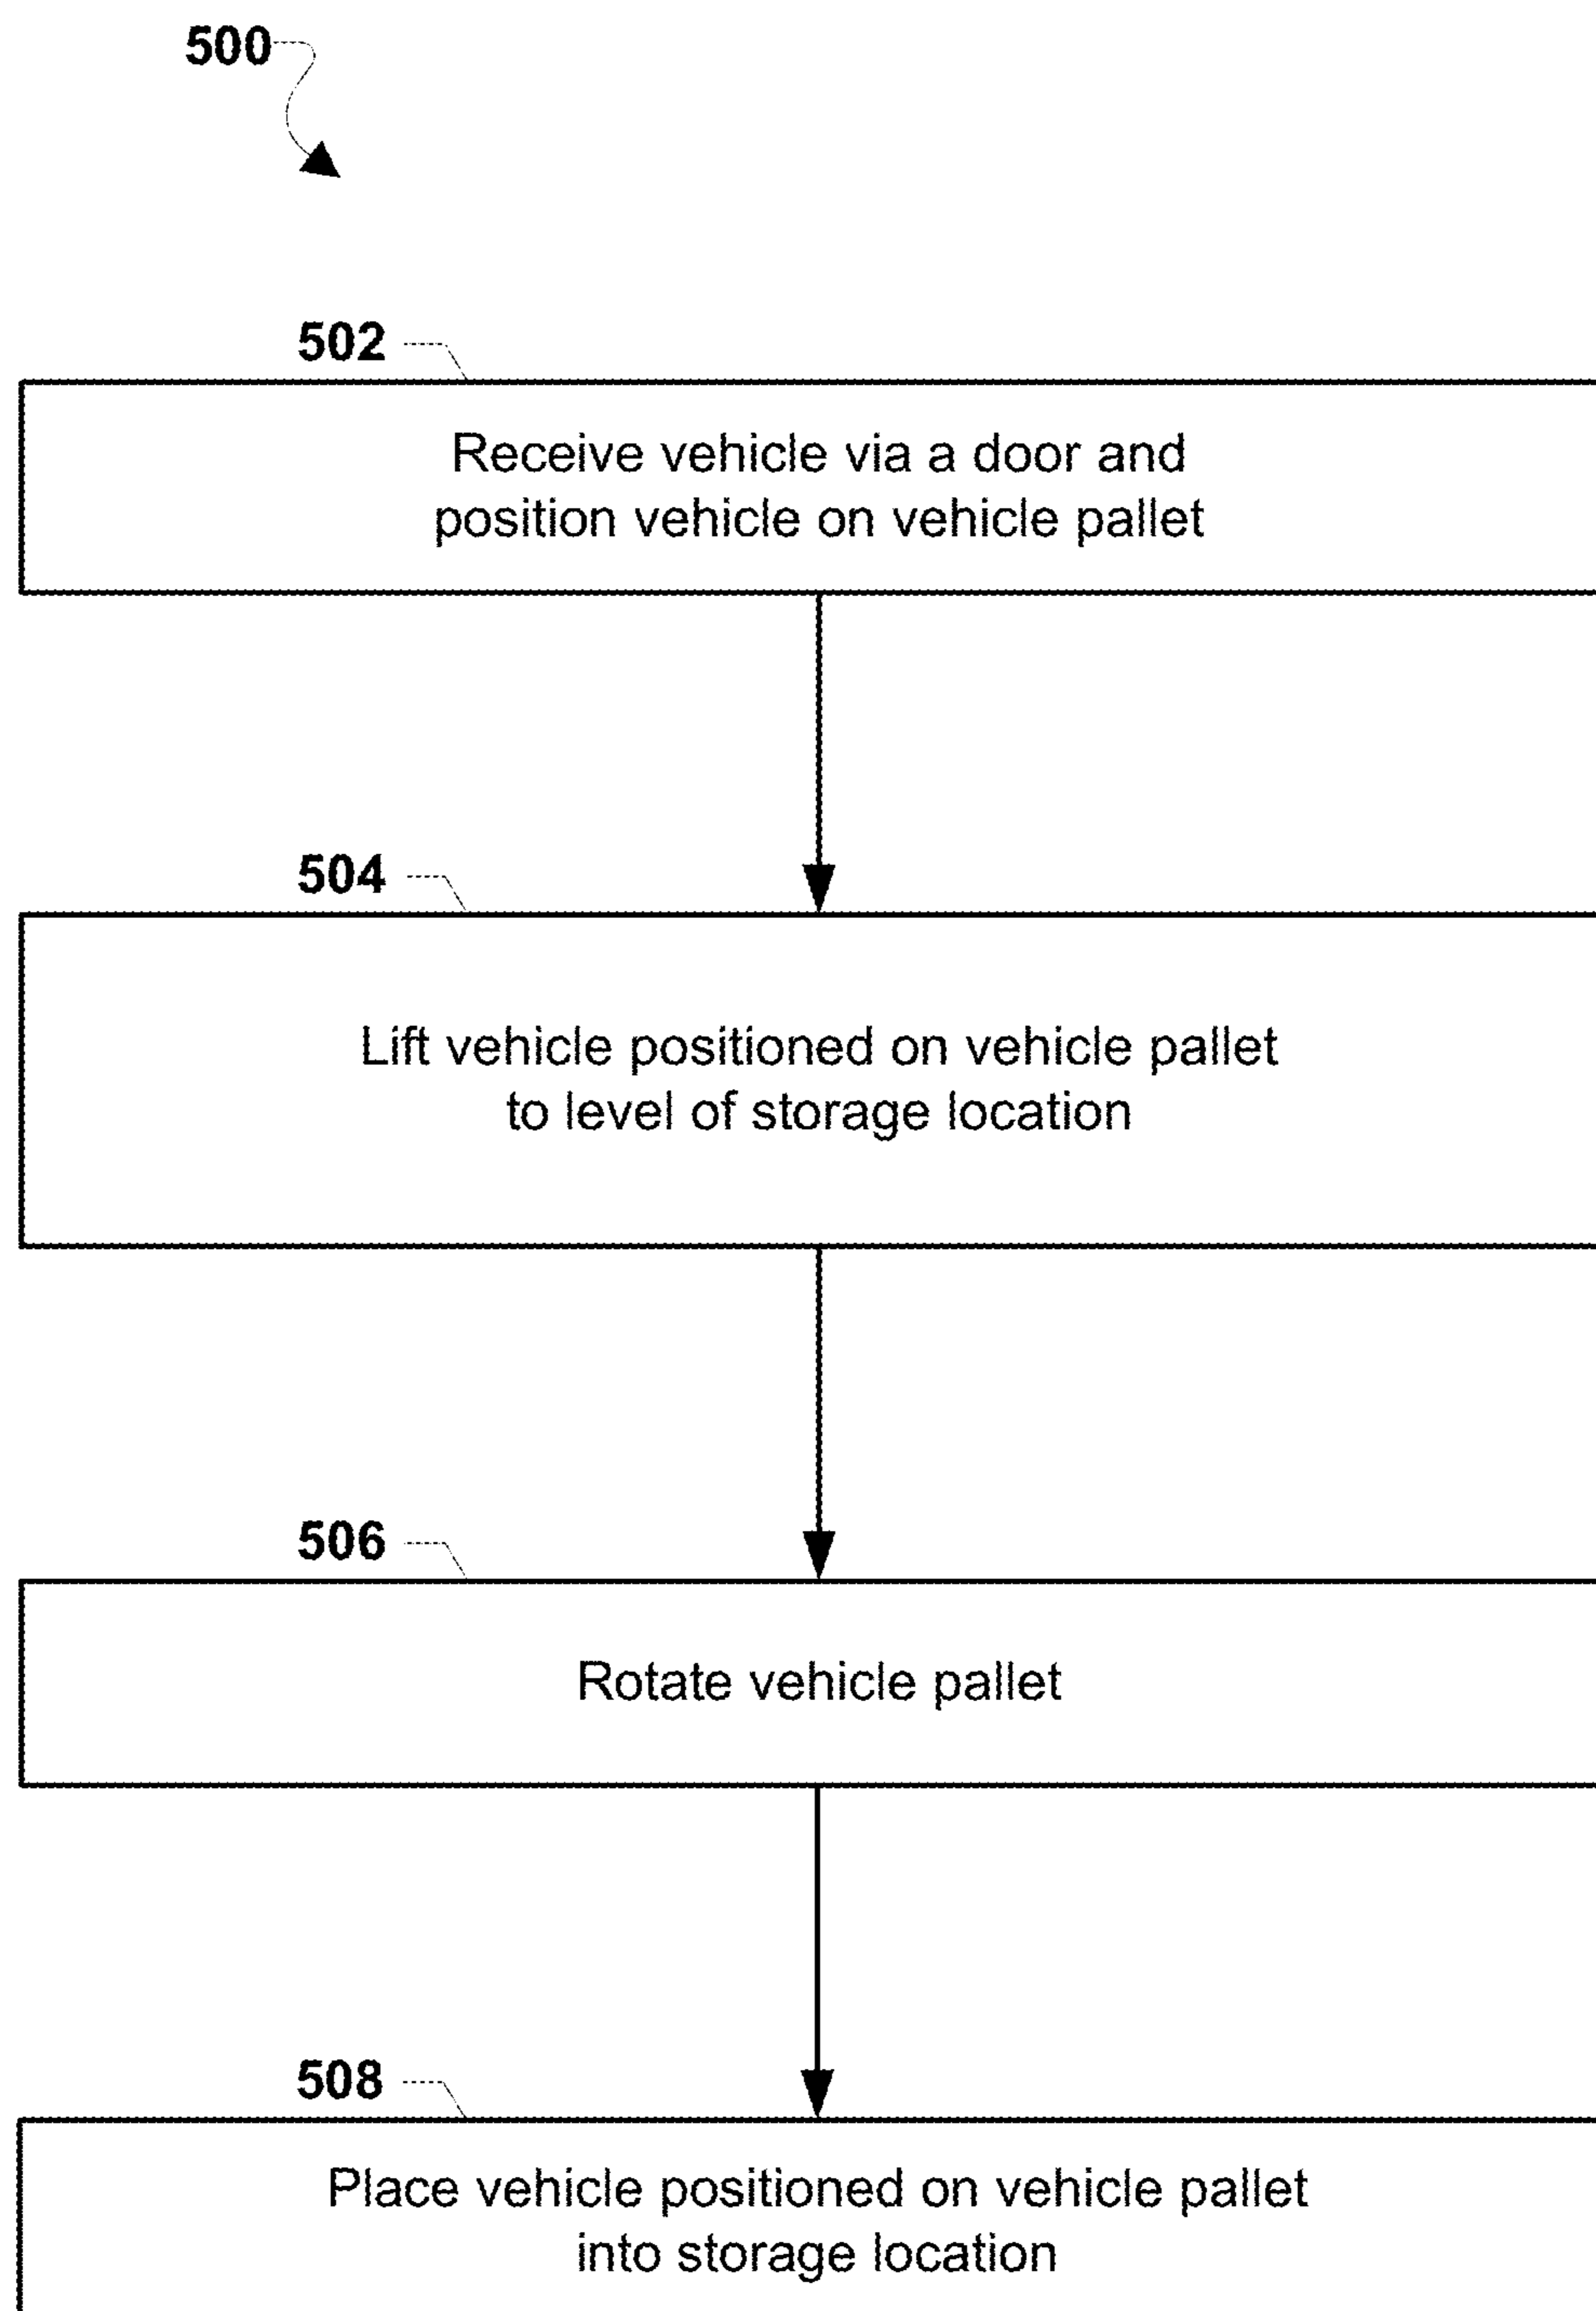 500
502
Receive vehicle via a door and
position vehicle on vehicle pallet
504
Lift vehicle positioned on vehicle pallet
to level of storage location
506
Rotate vehicle pallet
508
Place vehicle positioned on vehicle pallet
into storage location